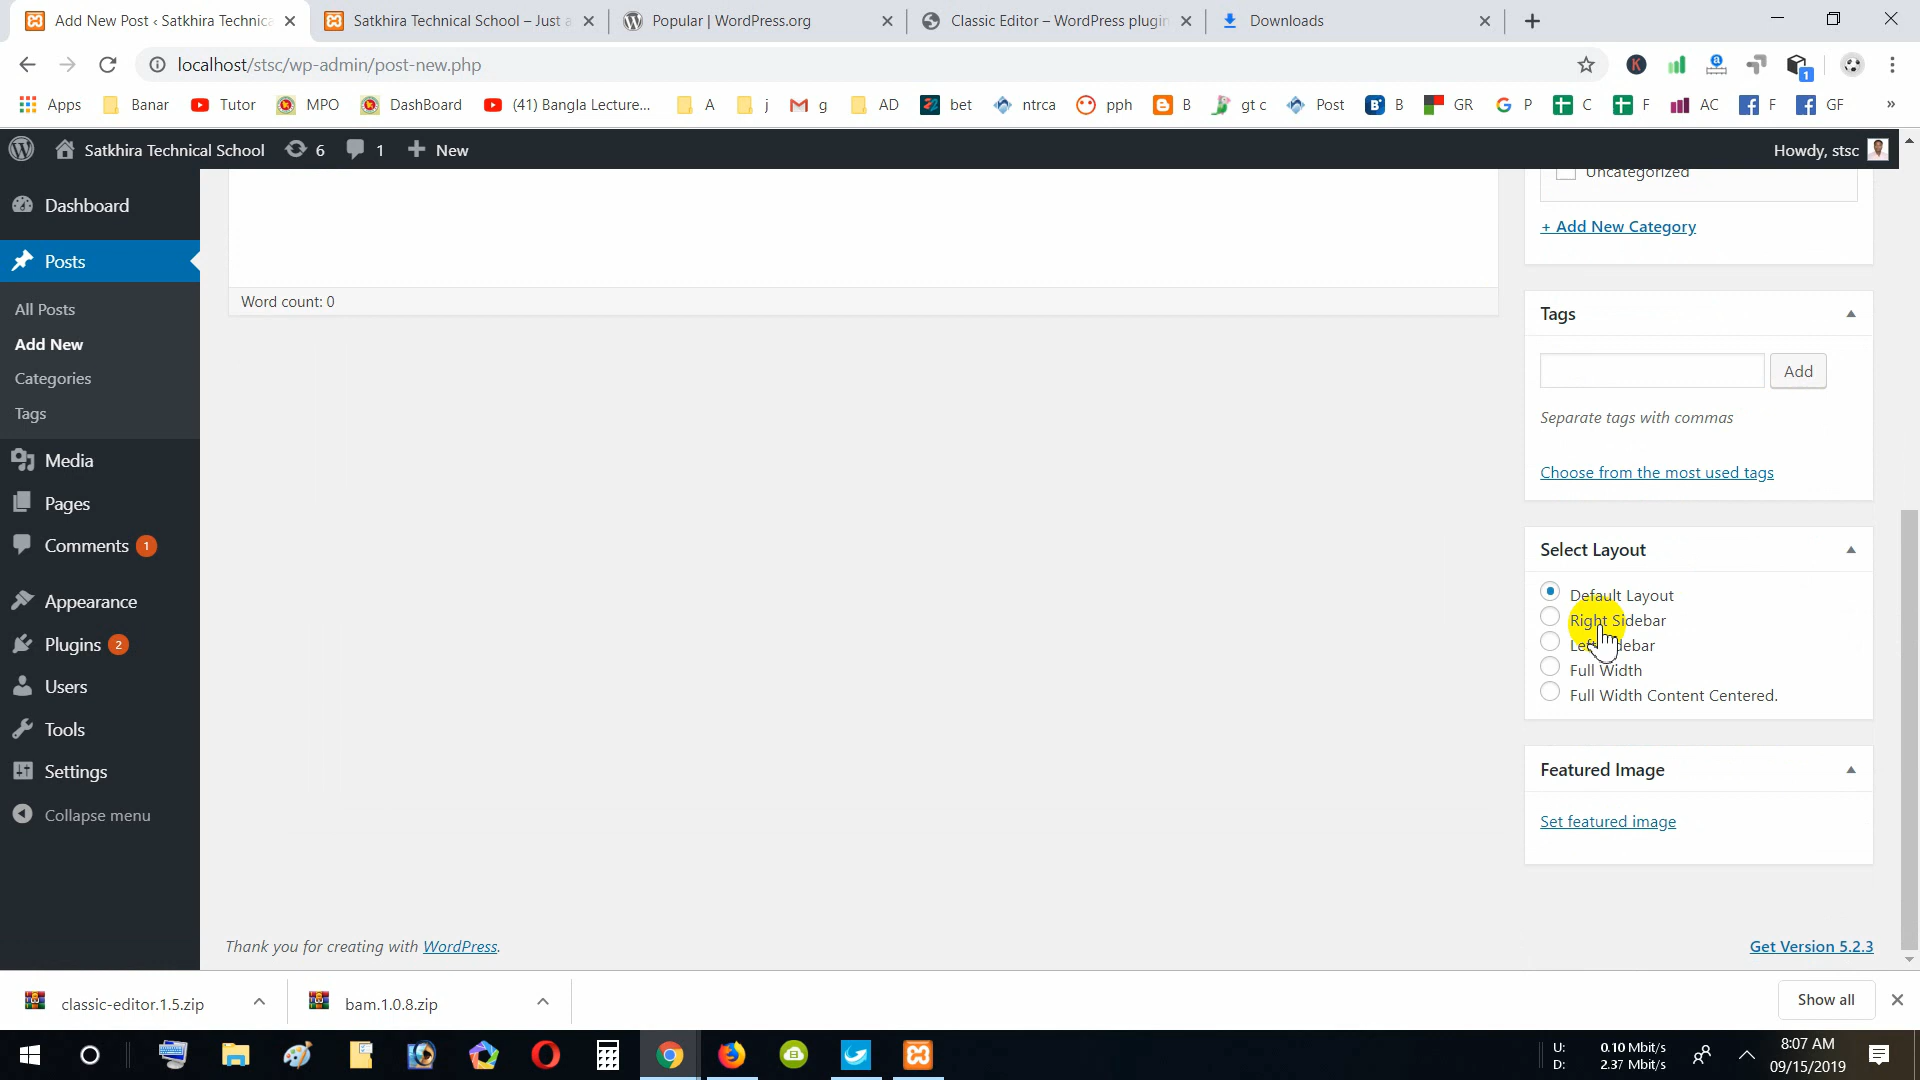 Add New Post ‹ Satkhira Technica
Satkhira Technical School – Just a
Popular | WordPress.org
Classic Editor – WordPress plugin
Downloads
localhost/stsc/wp-admin/post-new.php
Apps
Banar
Tutor
MPO
DashBoard
(41) Bangla Lecture...
A
j
g
AD
bet
ntrca
pph
B
gt c
Post
B
GR
P
C
F
AC
F
GF
»
Satkhira Technical School
6
1
New
Howdy, stsc
Dashboard
Posts
All Posts
Add New
Categories
Tags
Media
Pages
Comments 1
Appearance
Plugins 2
Users
Tools
Settings
Collapse menu
Word count: 0
Uncategorized
+ Add New Category
Tags
Add
Separate tags with commas
Choose from the most used tags
Select Layout
Default Layout
Right Sidebar
Left Sidebar
Full Width
Full Width Content Centered.
Featured Image
Set featured image
Thank you for creating with WordPress.
Get Version 5.2.3
classic-editor.1.5.zip
bam.1.0.8.zip
Show all
U: 0.10 Mbit/s
D: 2.37 Mbit/s
8:07 AM
09/15/2019